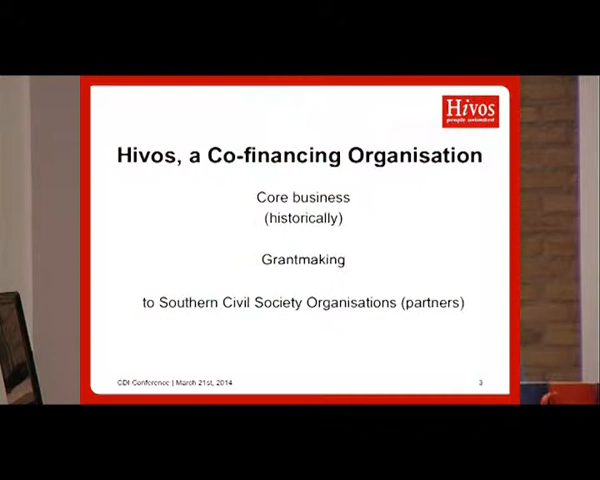 Hivos
people unlimited
Hivos, a Co-financing Organisation
Core business
(historically)
Grantmaking
to Southern Civil Society Organisations (partners)
CDI Conference | March 21st, 2014
3